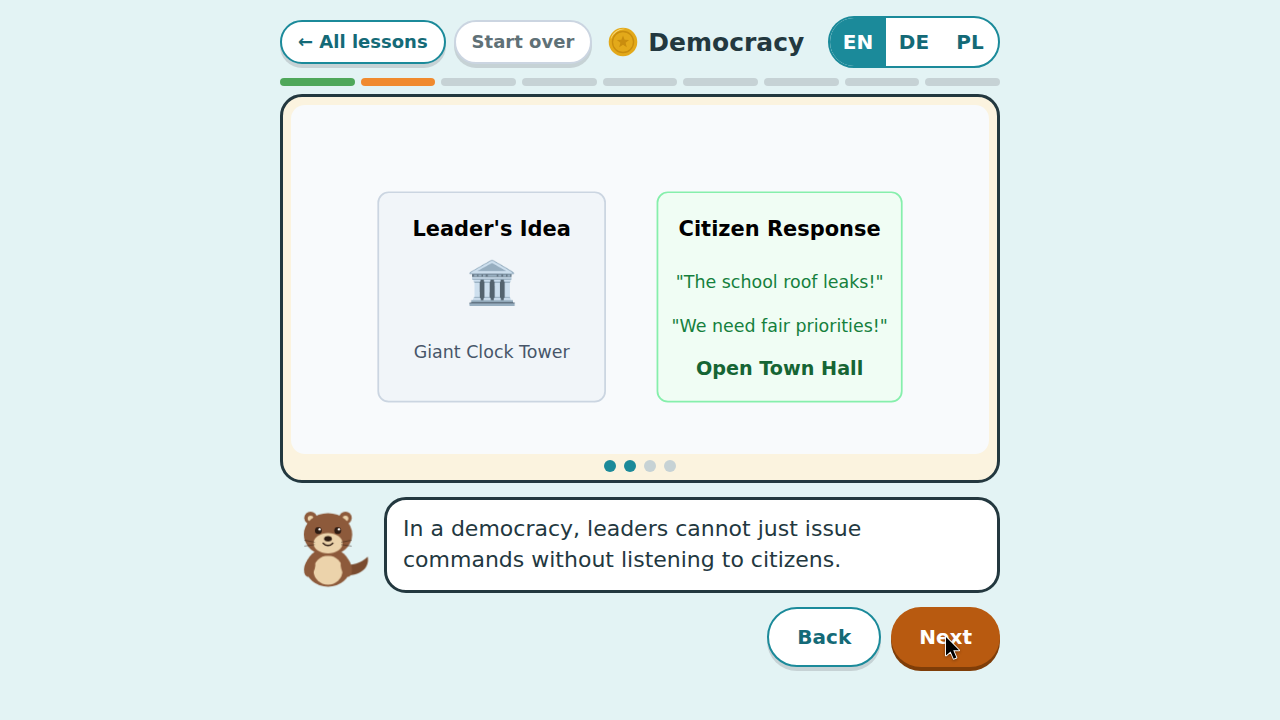 ← All lessons
Start over
Democracy
EN
DE
PL
Leader's Idea
Giant Clock Tower
Citizen Response
"The school roof leaks!"
"We need fair priorities!"
Open Town Hall
In a democracy, leaders cannot just issue
commands without listening to citizens.
Back
Next